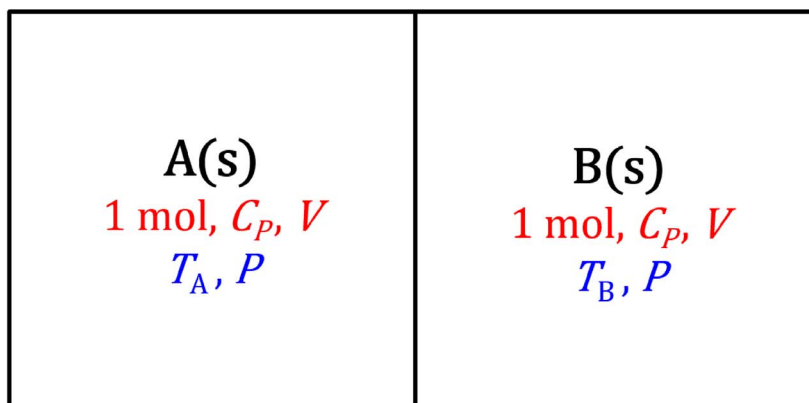 A(s)
1 mol, C_P, V
T_A, P
B(s)
1 mol, C_P, V
T_B, P